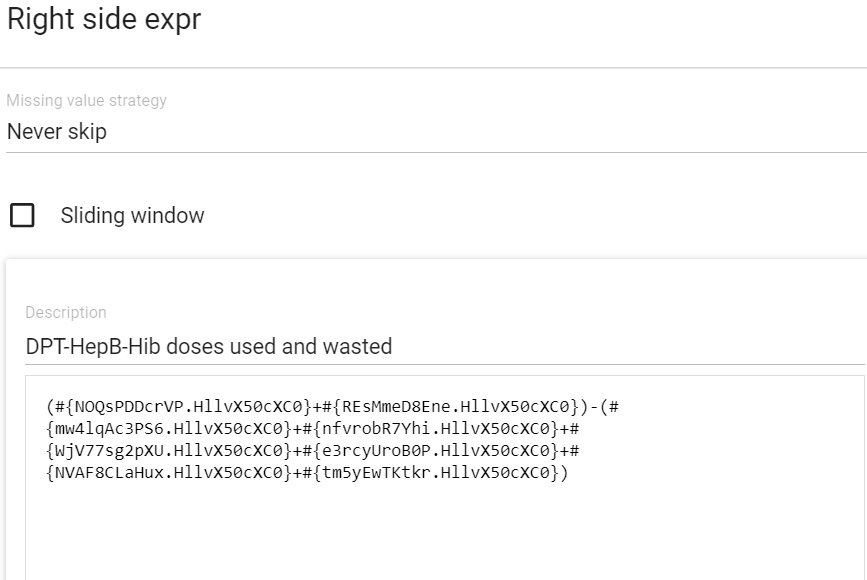 Right side expr
Missing value strategy
Never skip
Sliding window
Description
DPT-HepB-Hib doses used and wasted
(#{NOQsPDDcrVP.HllvX50cXC0}+#{REsMmeD8Ene.HllvX50cXC0})-(#
{mw4lqAc3PS6.HllvX50cXC0}+#{nfvrobR7Yhi.HllvX50cXC0}+#
{WjV77sg2pXU.HllvX50cXC0}+#{e3rcyUroB0P.HllvX50cXC0}+#
{NVAF8CLaHux.HllvX50cXC0}+#{tm5yEwTKtkr.HllvX50cXC0})